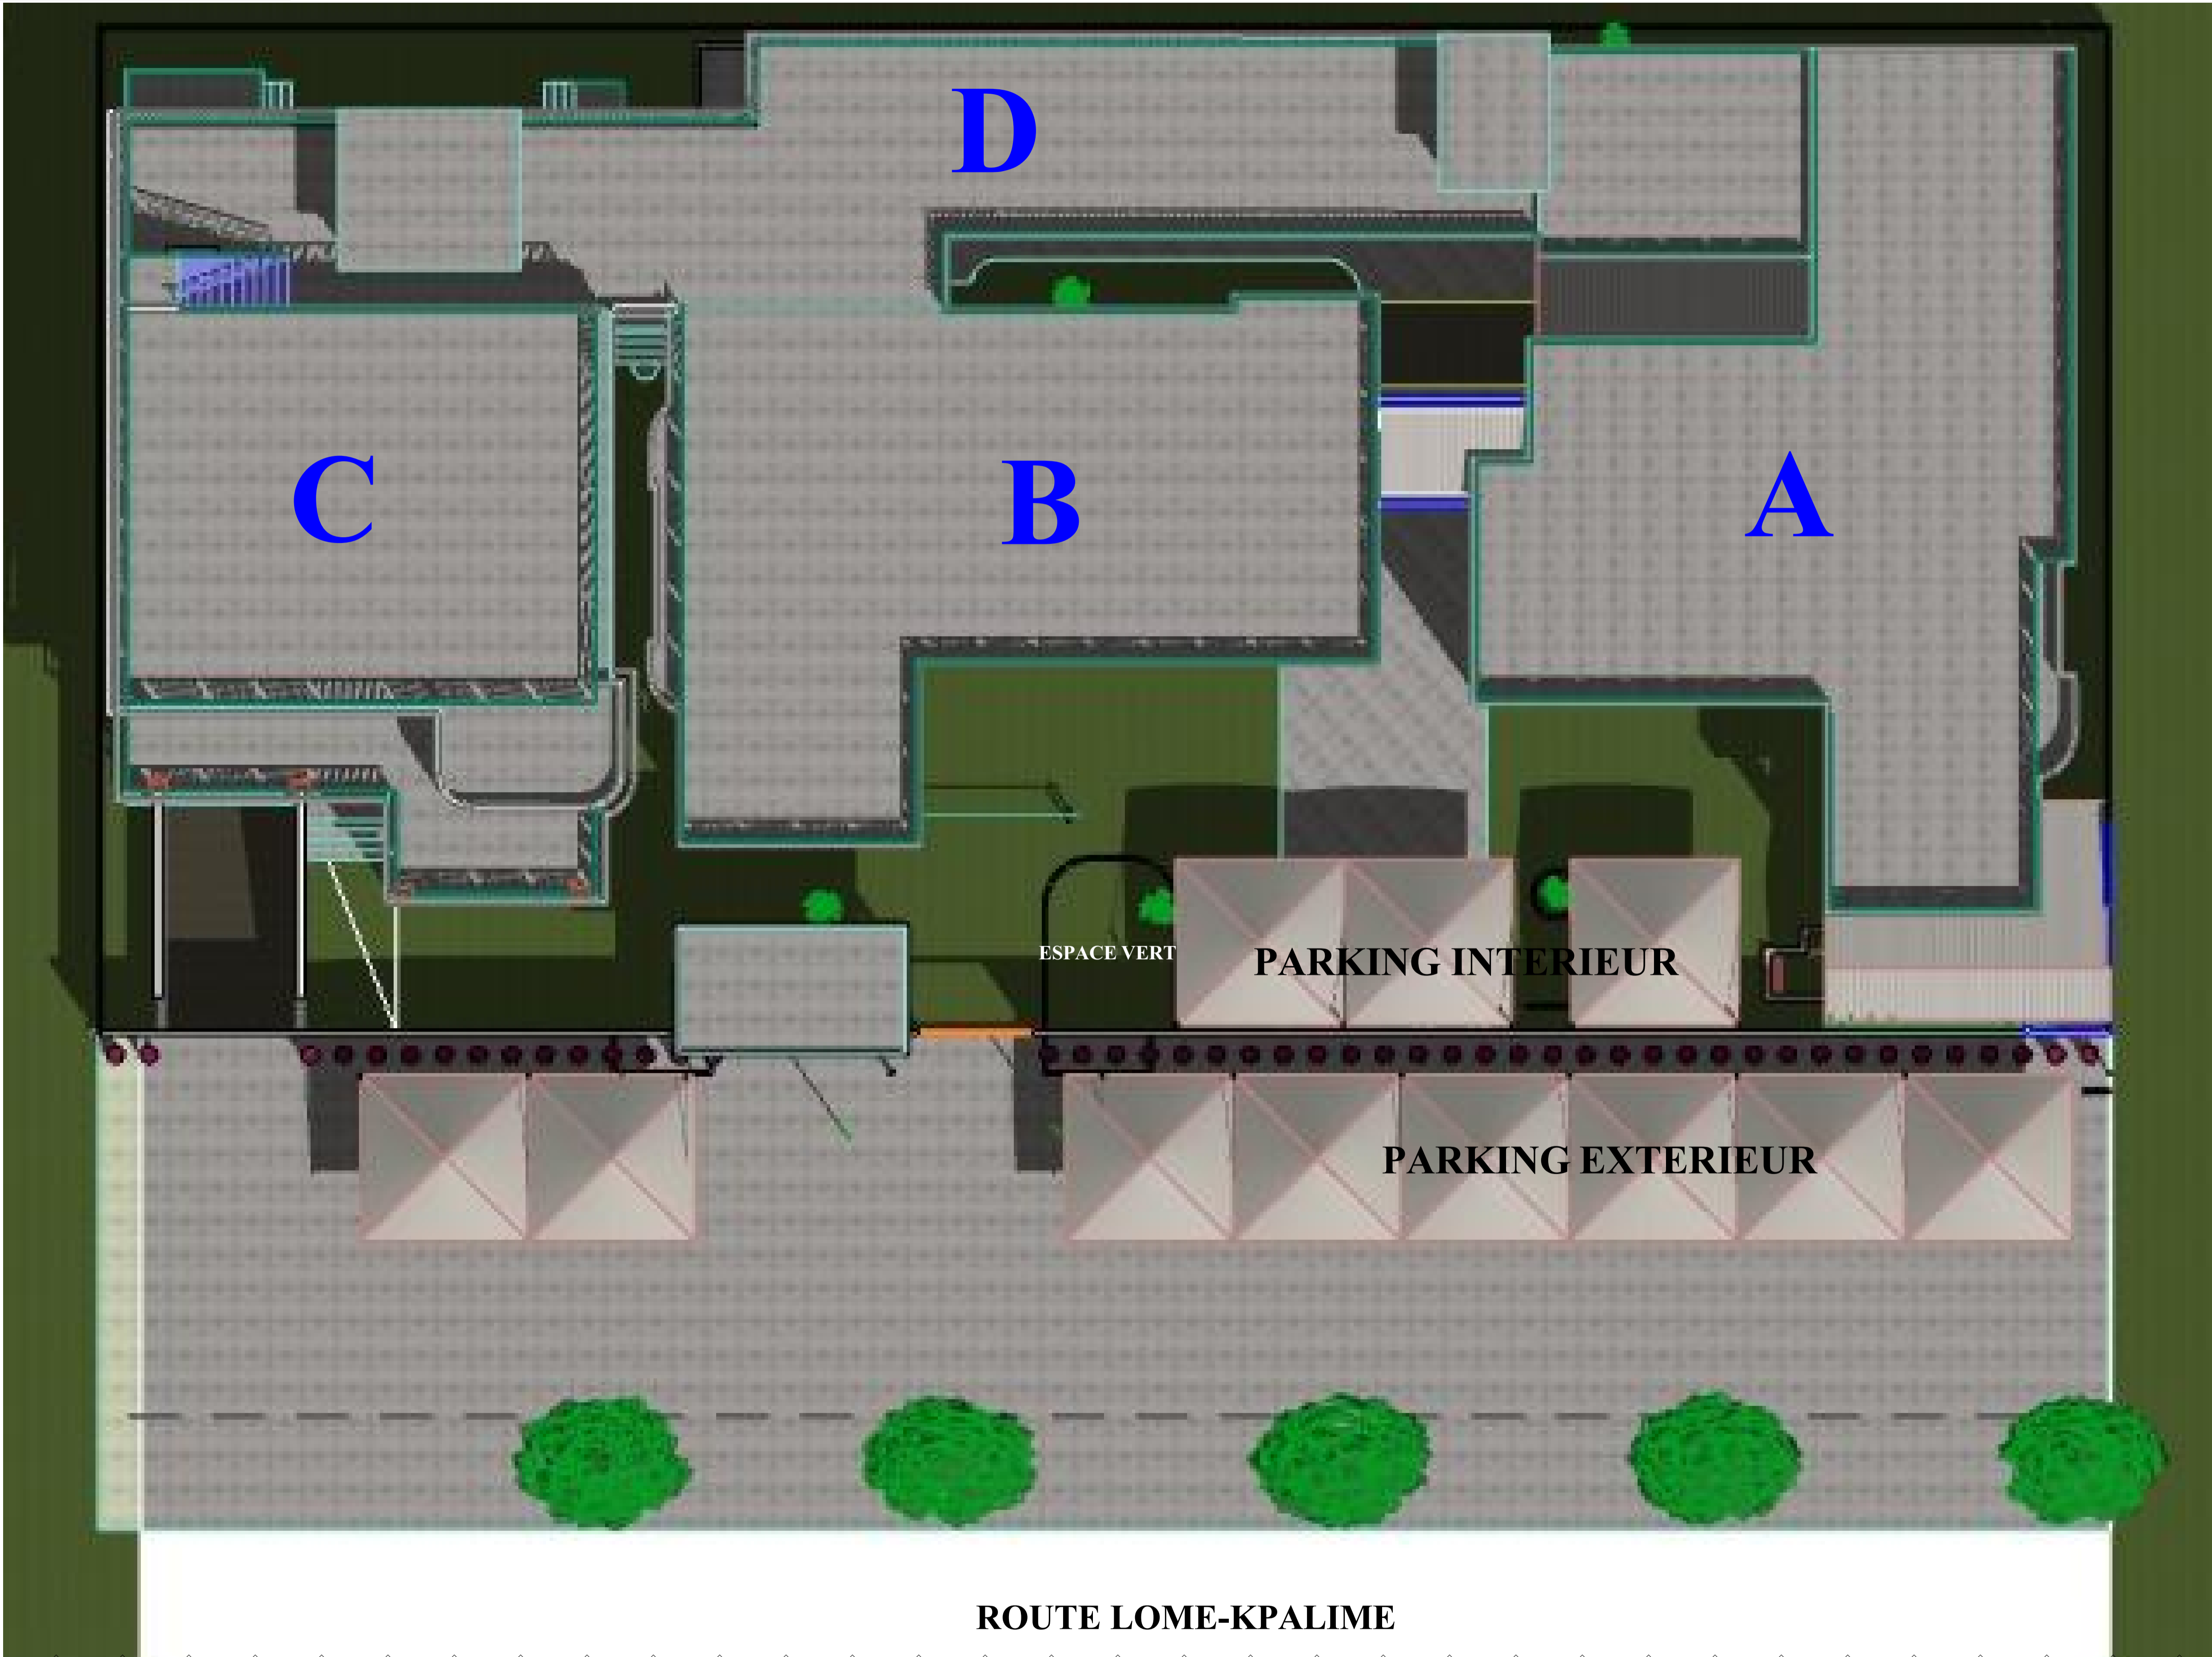 D
C
B
A
ESPACE VERT
PARKING INTERIEUR
PARKING EXTERIEUR
ROUTE LOME-KPALIME